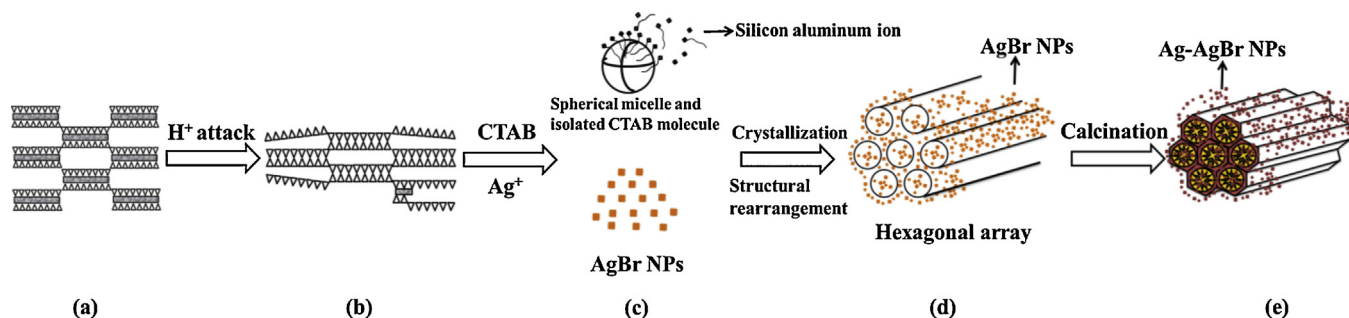 Silicon aluminum ion
AgBr NPs
Ag-AgBr NPs
H⁺ attack
CTAB
Ag⁺
Spherical micelle and
isolated CTAB molecule
Crystallization
Structural
rearrangement
Calcination
AgBr NPs
Hexagonal array
(a)
(b)
(c)
(d)
(e)